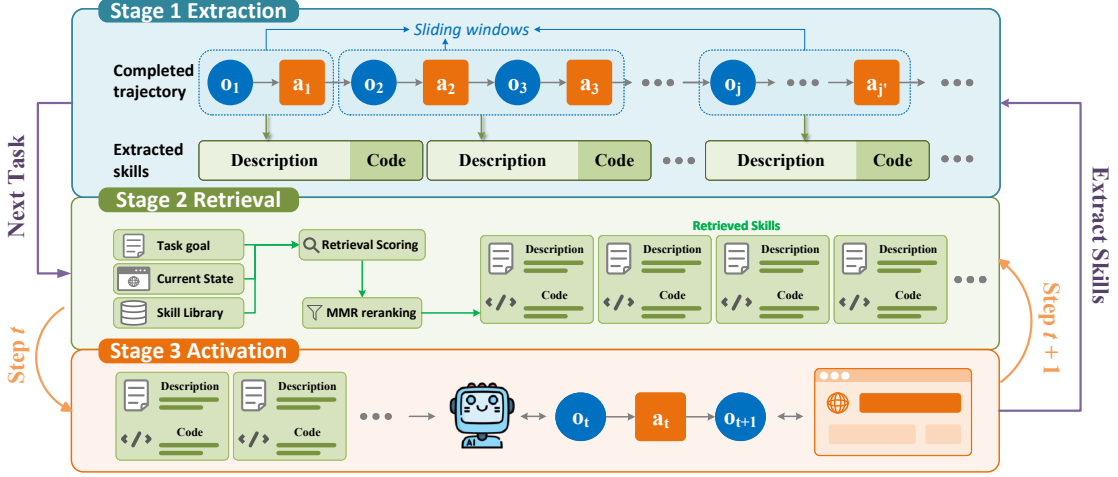 Stage 1 Extraction
Sliding windows
Completed
trajectory
o1 a1 o2 a2 o3 a3 oj aj'
Extracted
skills
Description Code Description Code Description Code
Next Task
Extract Skills
Stage 2 Retrieval
Retrieved Skills
Task goal
Current State
Skill Library
Retrieval Scoring
MMR reranking
Description Description Description Description
</> </> </> </>
Code Code Code Code
Step t
Step t + 1
Stage 3 Activation
Description Description
</> </>
Code Code
AI
ot at ot+1